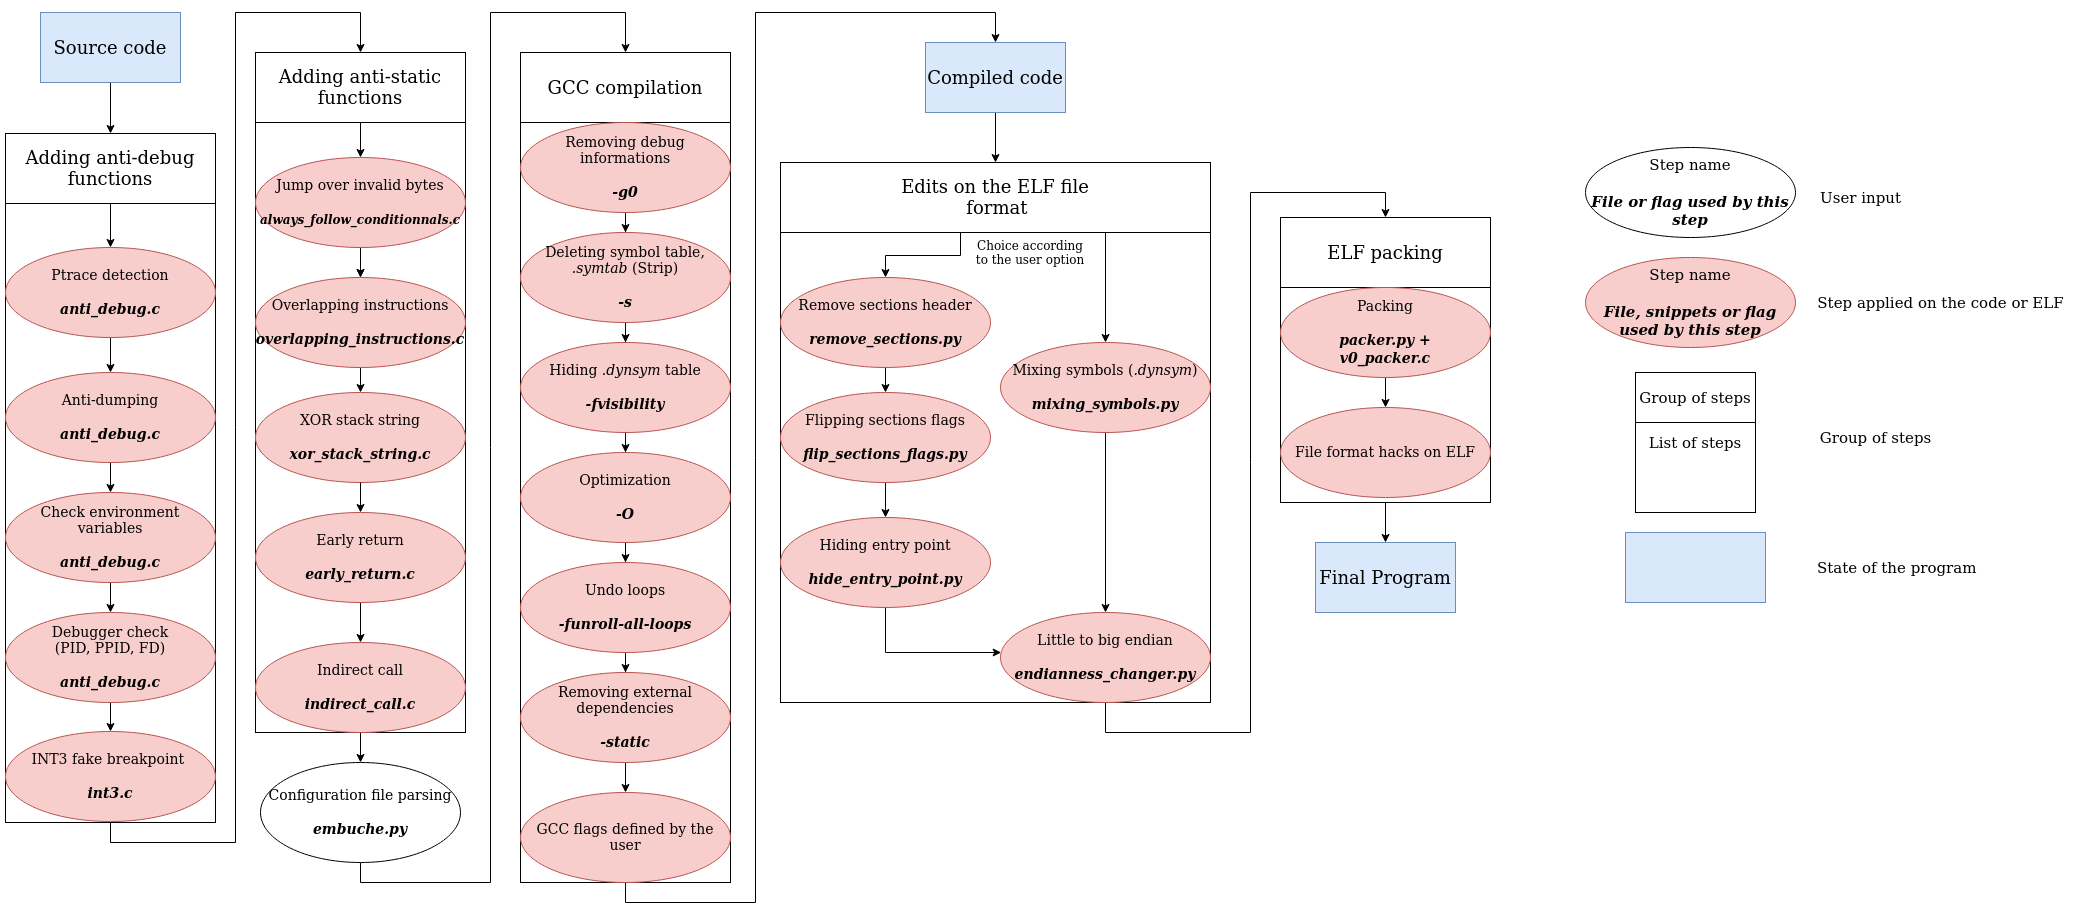 Source code
Adding anti-debug
functions
Ptrace detection
anti_debug.c
Anti-dumping
anti_debug.c
Check environment
variables
anti_debug.c
Debugger check
(PID, PPID, FD)
anti_debug.c
INT3 fake breakpoint
int3.c
Adding anti-static
functions
Jump over invalid bytes
always_follow_conditionnals.c
Overlapping instructions
overlapping_instructions.c
XOR stack string
xor_stack_string.c
Early return
early_return.c
Indirect call
indirect_call.c
Configuration file parsing
embuche.py
GCC compilation
Removing debug
informations
-g0
Deleting symbol table,
.symtab (Strip)
-s
Hiding .dynsym table
-fvisibility
Optimization
-O
Undo loops
-funroll-all-loops
Removing external
dependencies
-static
GCC flags defined by the
user
Compiled code
Edits on the ELF file
format
Choice according
to the user option
Remove sections header
remove_sections.py
Flipping sections flags
flip_sections_flags.py
Hiding entry point
hide_entry_point.py
Mixing symbols (.dynsym)
mixing_symbols.py
Little to big endian
endianness_changer.py
ELF packing
Packing
packer.py +
v0_packer.c
File format hacks on ELF
Final Program
Step name
File or flag used by this
step
User input
Step name
File, snippets or flag
used by this step
Step applied on the code or ELF
Group of steps
List of steps
Group of steps
State of the program